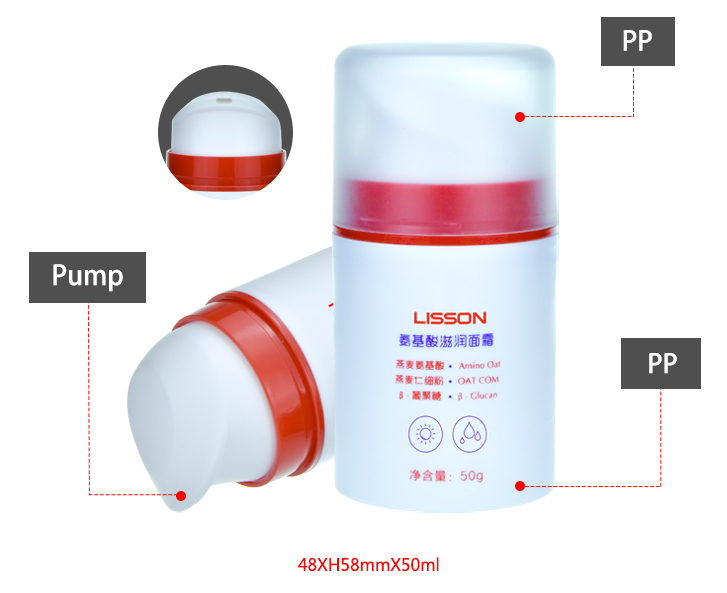 PP
Pump
LISSON
氨基酸滋润面霜
燕麦氨基酸 • Amino Oat
燕麦仁细粉 • OAT COM
β - 葡聚糖 • β - Glucan
PP
净含量：50g
48XH58mmX50ml